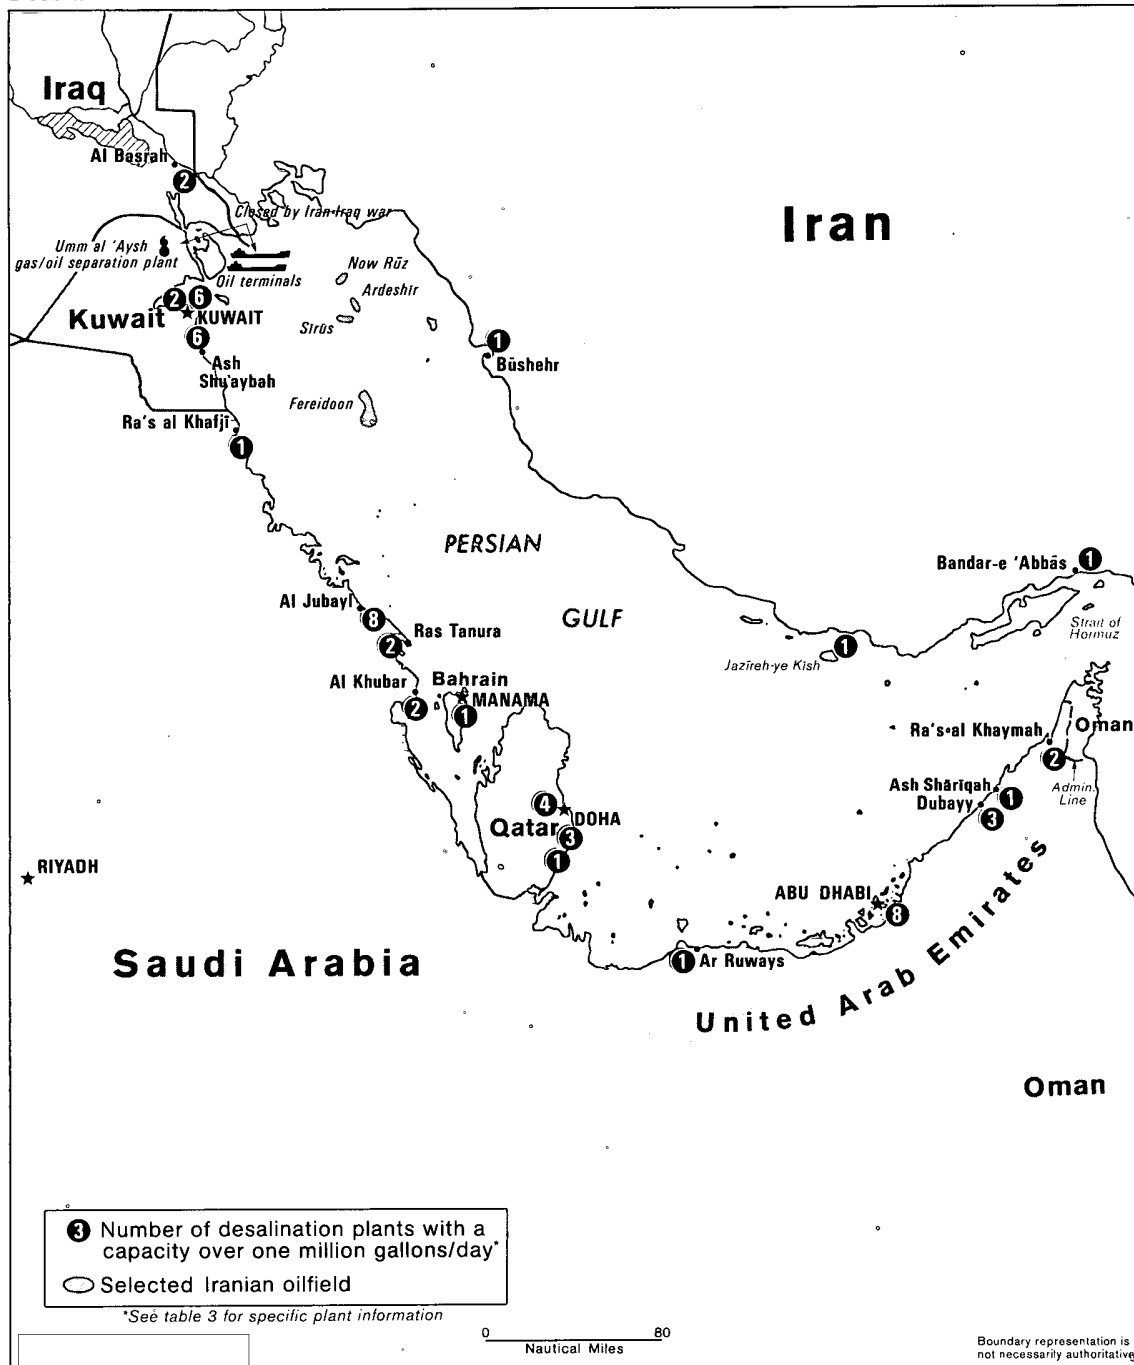 Iraq
Al Baṣrah
2
Closed by Iran-Iraq war
Iran
Umm al 'Aysh
gas/oil separation plant
Oil terminals
Now Rūz
Ardeshīr
Sīrūs
2
6
Kuwait
KUWAIT
6
Ash
Shu'aybah
1
Būshehr
Fereidoon
Ra's al Khafjī
1
PERSIAN
GULF
Bandar-e 'Abbās
1
Strait of
Hormuz
Al Jubayl
8
Ras Tanura
2
1
Jazīreh-ye Kīsh
Al Khubar
2
Bahrain
MANAMA
1
Ra's al Khaymah
2
Oman
Admin.
Line
Ash Shāriqah
1
Dubayy
3
4
Qatar
DOHA
3
1
RIYADH
ABU DHABI
8
Saudi Arabia
1
Ar Ruways
United Arab Emirates
Oman
3 Number of desalination plants with a
capacity over one million gallons/day*
Selected Iranian oilfield
*See table 3 for specific plant information
0 80
Nautical Miles
Boundary representation is
not necessarily authoritative